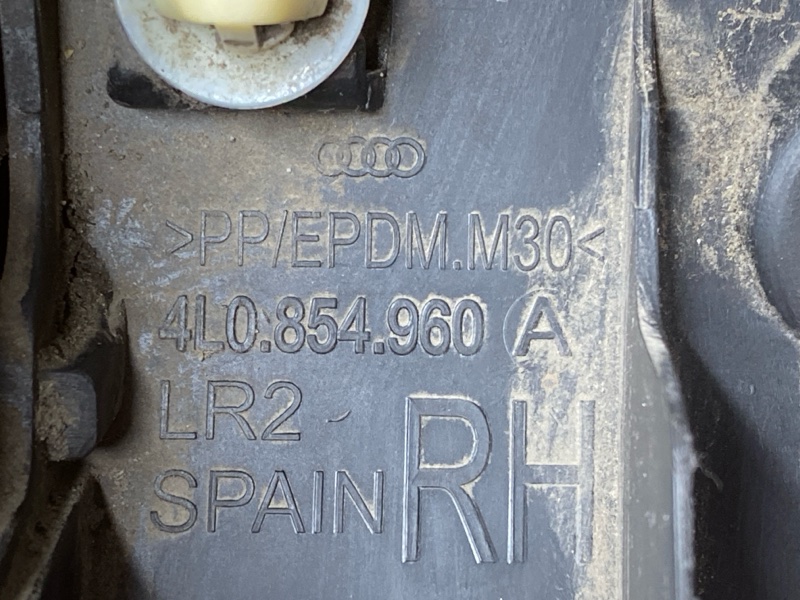 >PP/EPDM.M30<
4L0.854.960 A
LR2
SPAIN RH